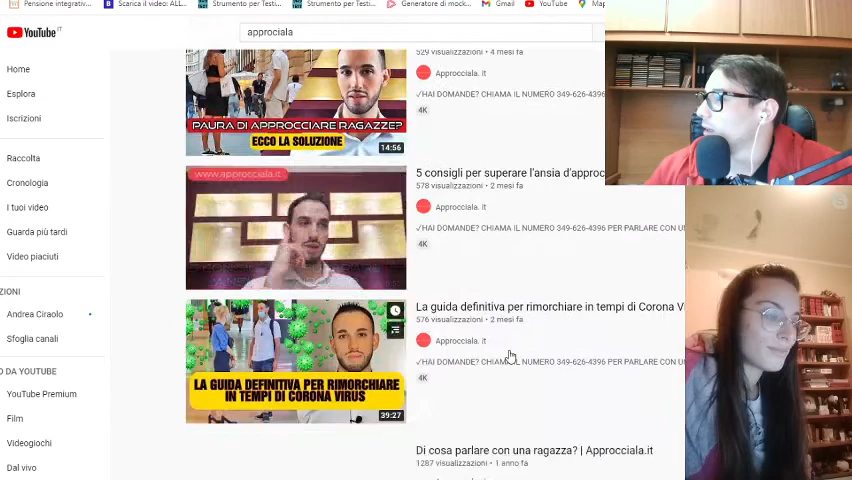 Pensione integrativ...
Scarica il video: ALL...
Strumento per Testi...
Strumento per Testi...
Generatore di mock...
Gmail
YouTube
Map
YouTube IT
approciala
Home
Esplora
Iscrizioni
Raccolta
Cronologia
I tuoi video
Guarda più tardi
Video piaciuti
ZIONI
Andrea Ciraolo
Sfoglia canali
O DA YOUTUBE
YouTube Premium
Film
Videogiochi
Dal vivo
PAURA DI APPROCCIARE RAGAZZE?
ECCO LA SOLUZIONE
14:56
529 visualizzazioni • 4 mesi fa
Approcciala. it
✓HAI DOMANDE? CHIAMA IL NUMERO 349-626-4396
4K
www.approcciala.it
5 consigli per superare l'ansia d'approc
578 visualizzazioni • 2 mesi fa
Approcciala. it
✓HAI DOMANDE? CHIAMA IL NUMERO 349-626-4396 PER PARLARE CON UN
4K
LA GUIDA DEFINITIVA PER RIMORCHIARE
IN TEMPI DI CORONA VIRUS
39:27
La guida definitiva per rimorchiare in tempi di Corona Vi
576 visualizzazioni • 2 mesi fa
Approcciala. it
✓HAI DOMANDE? CHIAMA IL NUMERO 349-626-4396 PER PARLARE CON UN
4K
Di cosa parlare con una ragazza? | Approcciala.it
1287 visualizzazioni • 1 anno fa